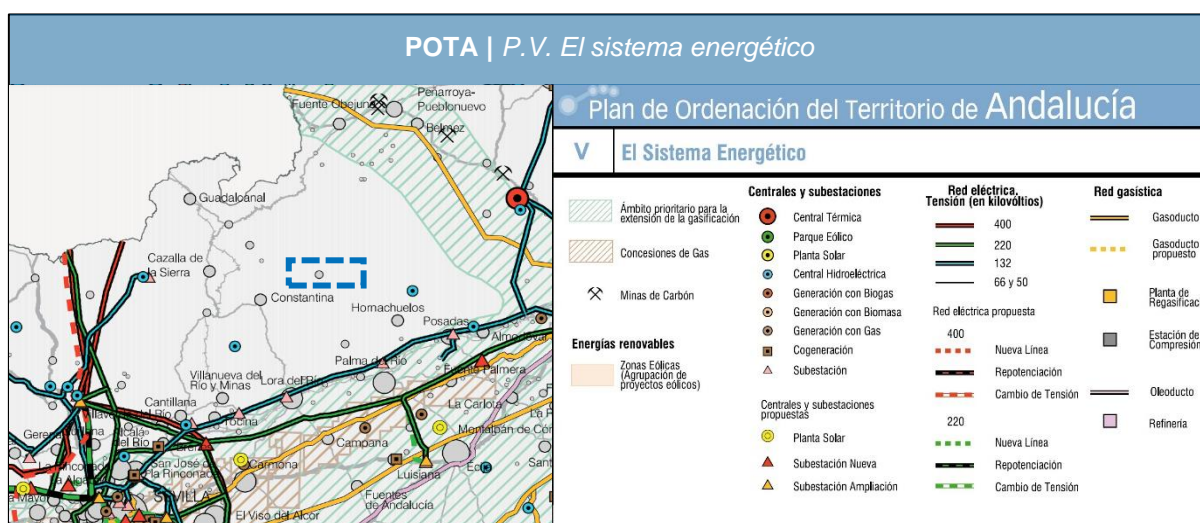 POTA | P.V. El sistema energético
Plan de Ordenación del Territorio de Andalucía
V El Sistema Energético
Fuente Obejuna
Peñarroya-
Pueblonuevo
Belmez
Guadalcanal
Cazalla de
la Sierra
Constantina
Hornachuelos
Posadas
Almodóvar
Palma del Río
Fuente Palmera
Villanueva del
Río y Minas
Lora del Río
Cantillana
Tocina
La Carlota
Campana
Carmona
Luisiana
San José de
la Rinconada
La Rinconada
SEVILLA
El Viso del Alcor
Fuentes
de Andalucía
Ámbito prioritario para la
extensión de la gasificación
Concesiones de Gas
Minas de Carbón
Energías renovables
Zonas Eólicas
(Agrupación de
proyectos eólicos)
Centrales y subestaciones
Central Térmica
Parque Eólico
Planta Solar
Central Hidroeléctrica
Generación con Biogas
Generación con Biomasa
Generación con Gas
Cogeneración
Subestación
Centrales y subestaciones
propuestas
Planta Solar
Subestación Nueva
Subestación Ampliación
Red eléctrica.
Tensión (en kilovóltios)
400
220
132
66 y 50
Red eléctrica propuesta
400
Nueva Línea
Repotenciación
Cambio de Tensión
220
Nueva Línea
Repotenciación
Cambio de Tensión
Red gasística
Gasoducto
Gasoducto
propuesto
Planta de
Regasificac
Estación de
Compresión
Oleoducto
Refinería